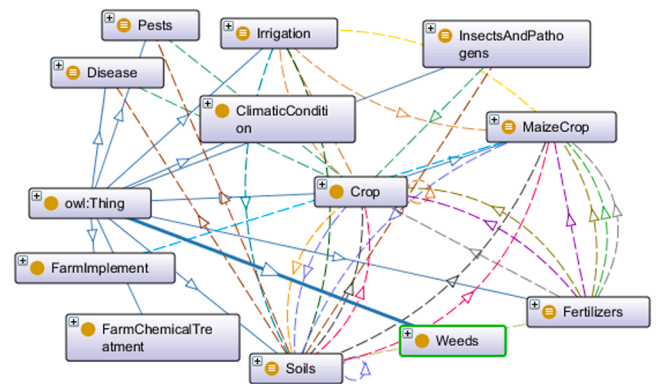 Pests
Irrigation
InsectsAndPatho
gens
Disease
ClimaticConditi
on
MaizeCrop
Crop
owl:Thing
FarmImplement
Fertilizers
FarmChemicalTre
atment
Weeds
Soils